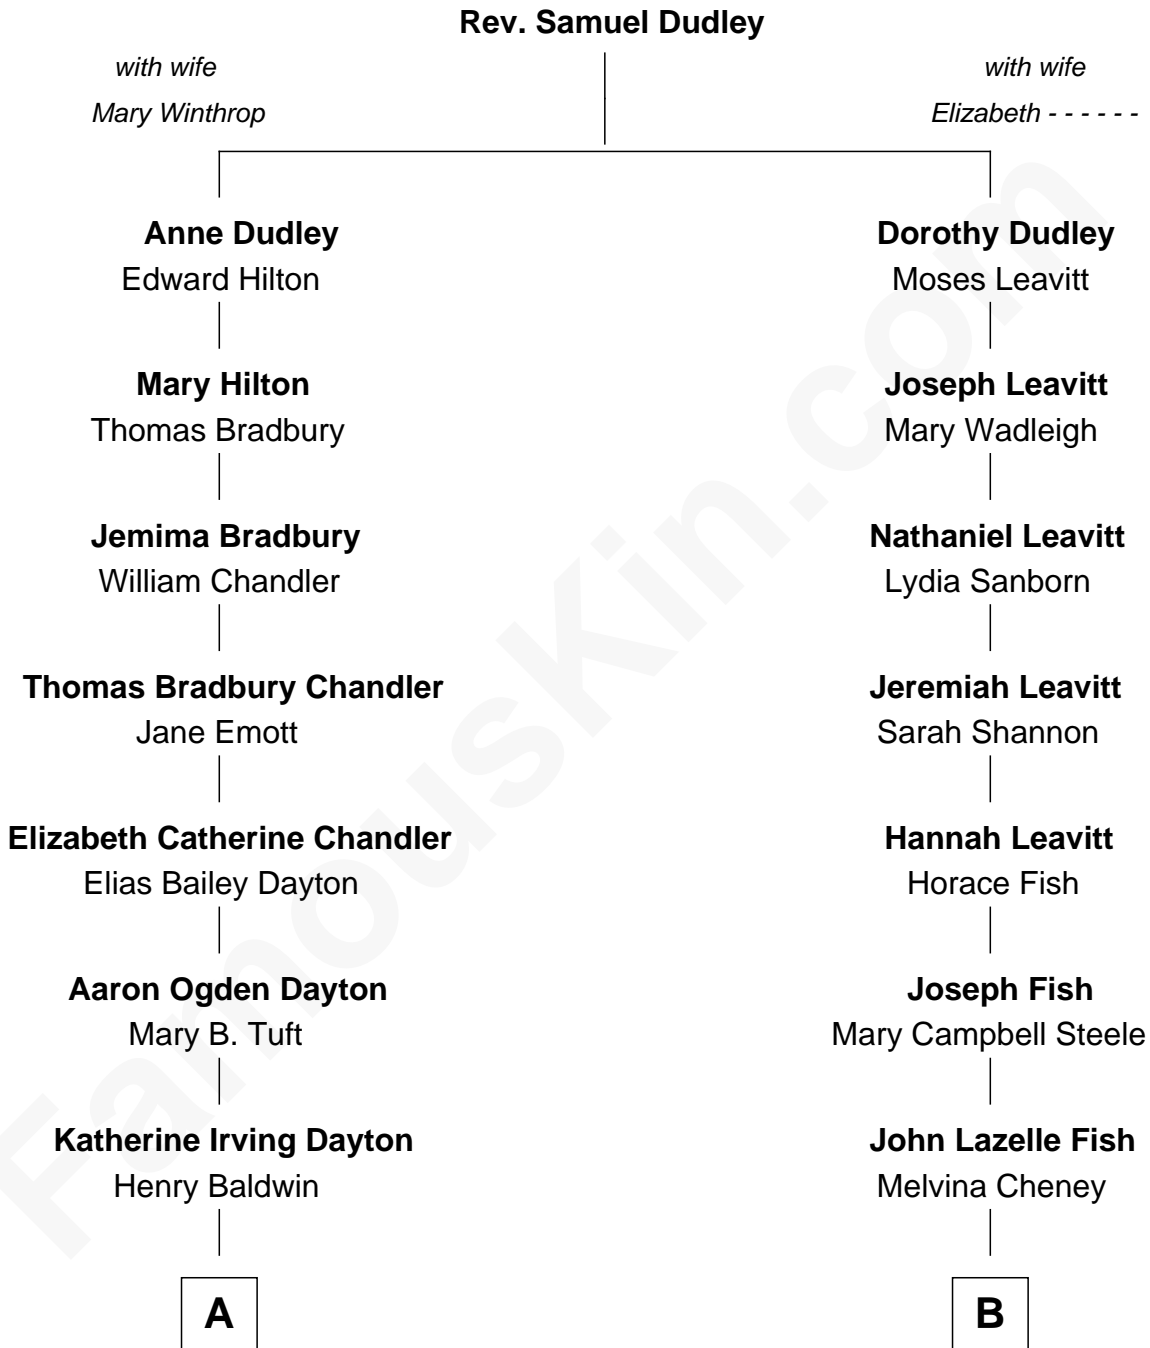 Rev. Samuel Dudley
with wife
Mary Winthrop
with wife
Elizabeth - - - - - -
Anne Dudley
Edward Hilton
Dorothy Dudley
Moses Leavitt
Mary Hilton
Thomas Bradbury
Joseph Leavitt
Mary Wadleigh
Jemima Bradbury
William Chandler
Nathaniel Leavitt
Lydia Sanborn
Thomas Bradbury Chandler
Jane Emott
Jeremiah Leavitt
Sarah Shannon
Elizabeth Catherine Chandler
Elias Bailey Dayton
Hannah Leavitt
Horace Fish
Aaron Ogden Dayton
Mary B. Tuft
Joseph Fish
Mary Campbell Steele
Katherine Irving Dayton
Henry Baldwin
John Lazelle Fish
Melvina Cheney
A
B
FamousKin.com